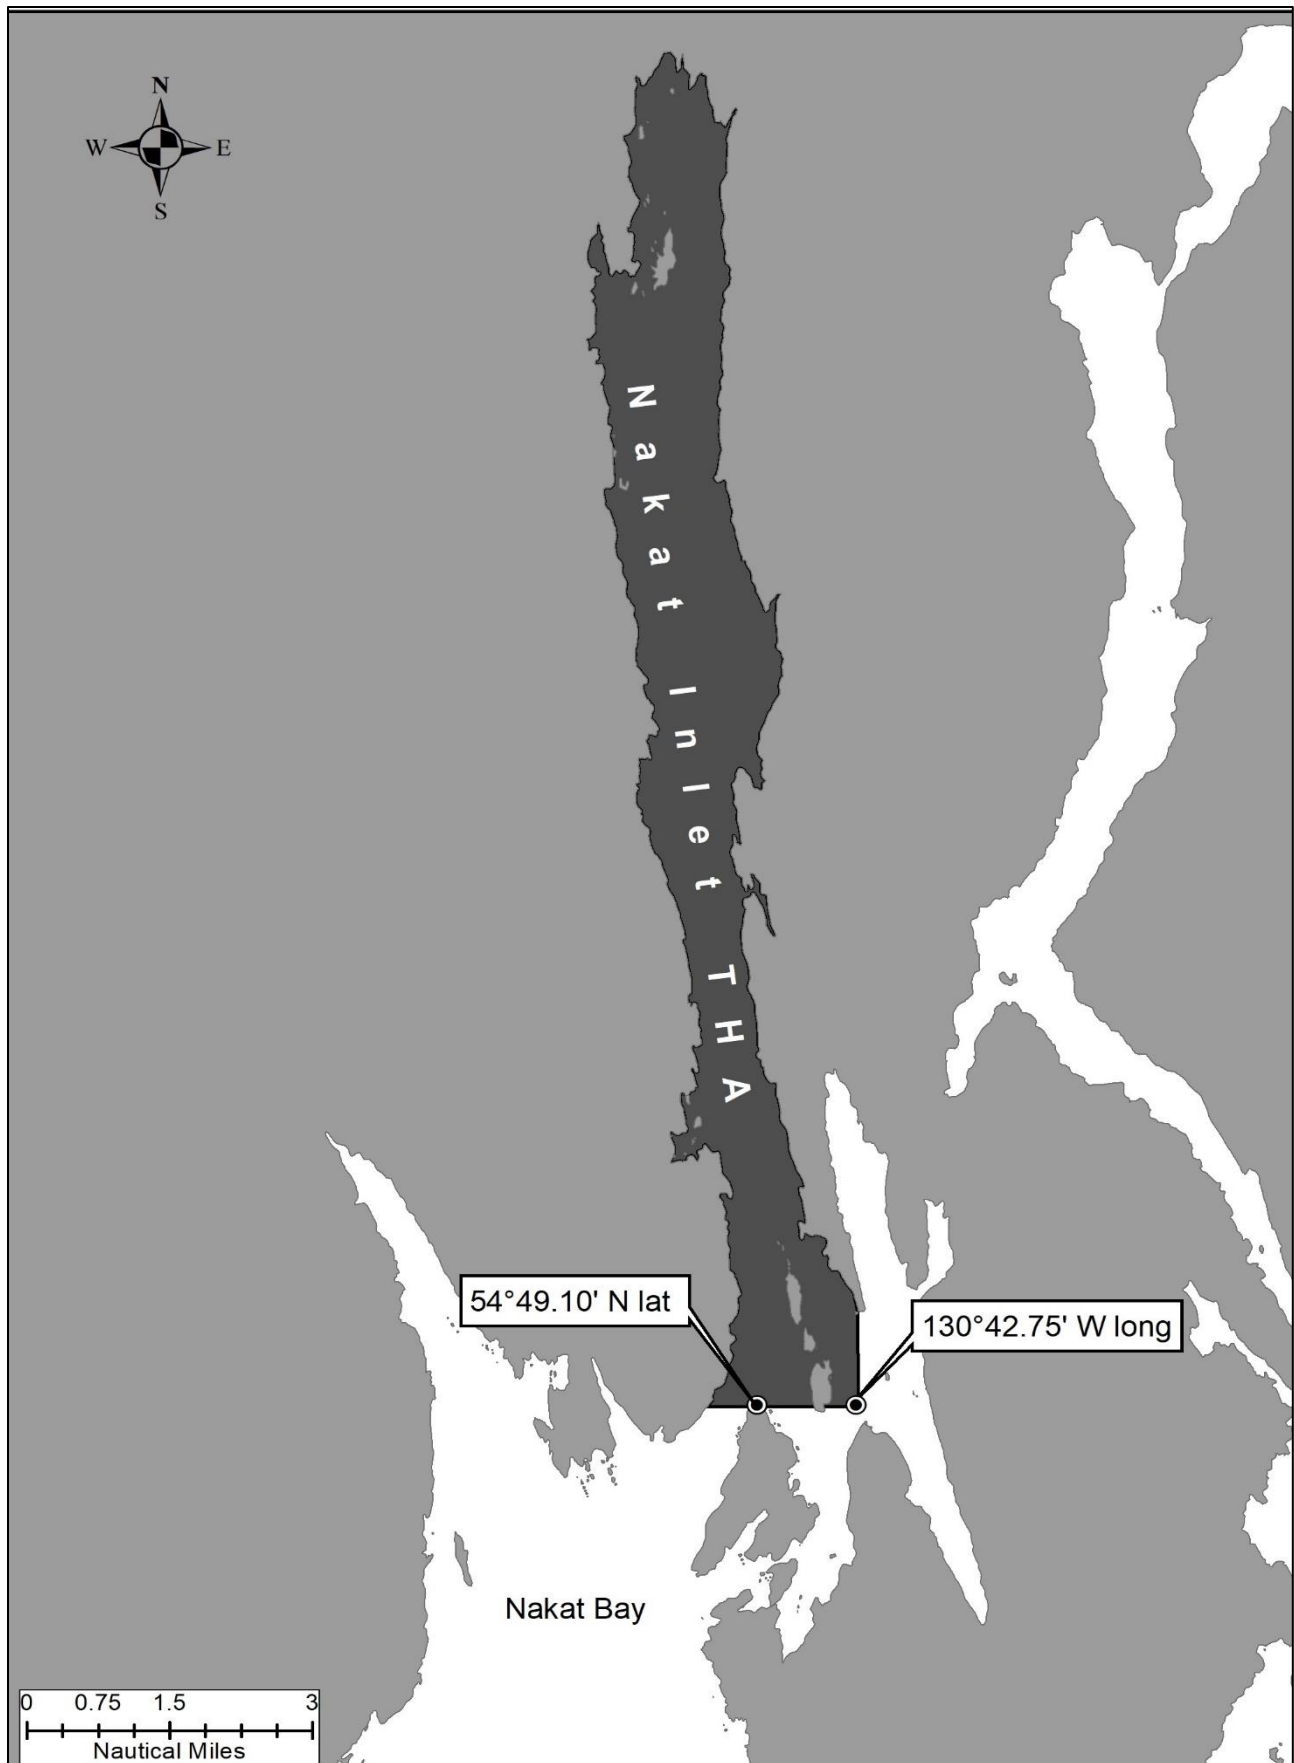 N
W E
S
Nakat Inlet THA
54°49.10' N lat
130°42.75' W long
Nakat Bay
0 0.75 1.5 3
Nautical Miles